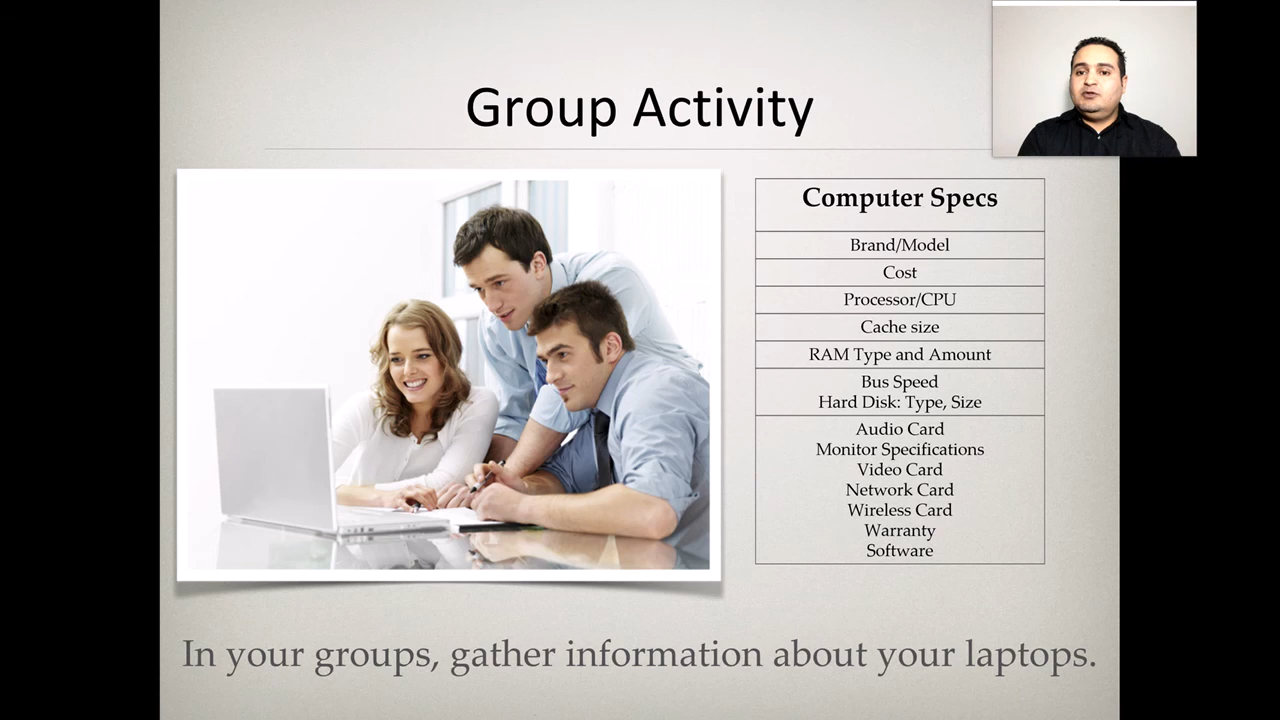 Group Activity
Computer Specs
Brand/Model
Cost
Processor/CPU
Cache size
RAM Type and Amount
Bus Speed
Hard Disk: Type, Size
Audio Card
Monitor Specifications
Video Card
Network Card
Wireless Card
Warranty
Software
In your groups, gather information about your laptops.